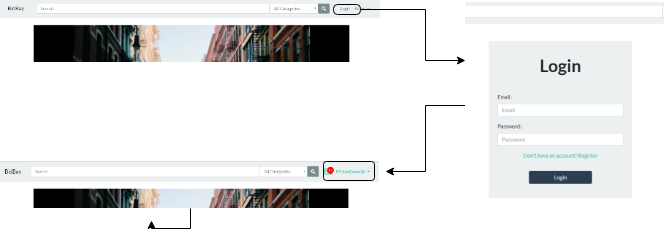 BidBay Search All Categories Login
Login
Email:
Email
Password:
Password
Don't have an account? Register
Login
BidBay Search All Categories